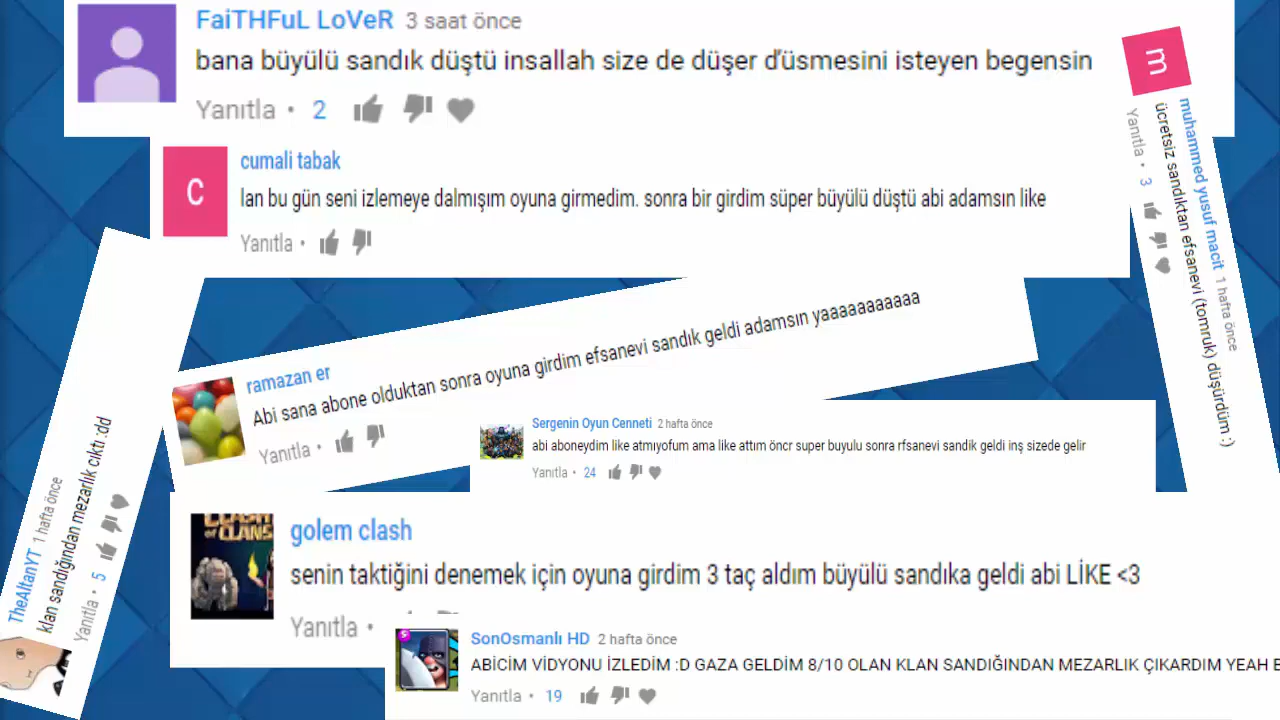 FaiTHFuL LoVeR 3 saat önce
bana büyülü sandık düştü insallah size de düşer d'üsmesini isteyen begensin
Yanıtla • 2
C
cumali tabak
lan bu gün seni izlemeye dalmışım oyuna girmedim. sonra bir girdim süper büyülü düştü abi adamsın like
Yanıtla •
m
muhammed yusuf macit 1 hafta önce
ücretsiz sandıktan efsanevi (tomruk) düşürdüm :)
Yanıtla • 3
ramazan er
Abi sana abone olduktan sonra oyuna girdim efsanevi sandık geldi adamsın yaaaaaaaaaaa
Yanıtla •
Sergenin Oyun Cenneti 2 hafta önce
abi aboneydim like atmıyofum ama like attım öncr super buyulu sonra rfsanevi sandik geldi inş sizede gelir
Yanıtla • 24
TheAltanYT 1 hafta önce
klan sandığından mezarlık cıktı :dd
Yanıtla • 5
CLASH
OF CLANS
golem clash
senin taktiğini denemek için oyuna girdim 3 taç aldım büyülü sandıka geldi abi LİKE <3
Yanıtla •
SonOsmanlı HD 2 hafta önce
ABİCİM VİDYONU İZLEDİM :D GAZA GELDİM 8/10 OLAN KLAN SANDIĞINDAN MEZARLIK ÇIKARDIM YEAH
Yanıtla • 19